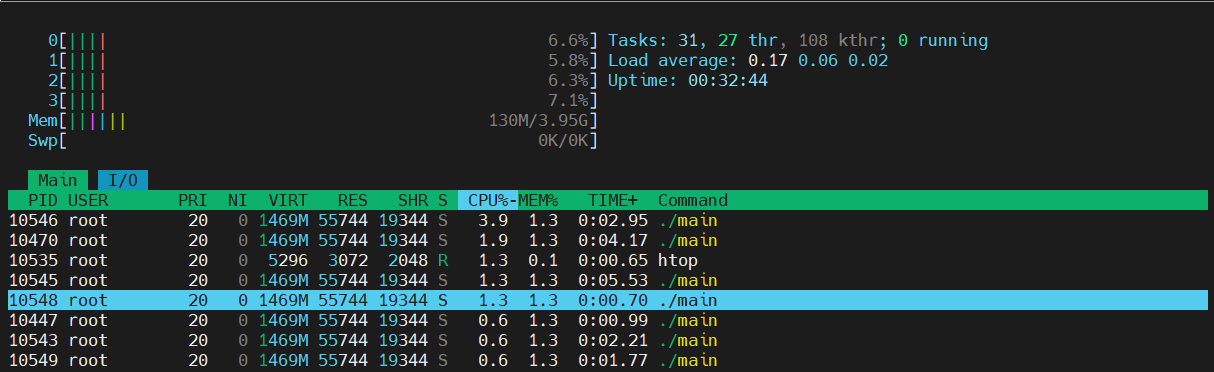 0[||||                                            6.6%] Tasks: 31, 27 thr, 108 kthr; 0 running
1[||||                                            5.8%] Load average: 0.17 0.06 0.02
2[||||                                            6.3%] Uptime: 00:32:44
3[||||                                            7.1%]
Mem[||||||                                    130M/3.95G]
Swp[                                               0K/0K]
Main I/O
PID USER PRI NI VIRT RES SHR S CPU%- MEM% TIME+ Command
10546 root 20 0 1469M 55744 19344 S 3.9 1.3 0:02.95 ./main
10470 root 20 0 1469M 55744 19344 S 1.9 1.3 0:04.17 ./main
10535 root 20 0 5296 3072 2048 R 1.3 0.1 0:00.65 htop
10545 root 20 0 1469M 55744 19344 S 1.3 1.3 0:05.53 ./main
10548 root 20 0 1469M 55744 19344 S 1.3 1.3 0:00.70 ./main
10447 root 20 0 1469M 55744 19344 S 0.6 1.3 0:00.99 ./main
10543 root 20 0 1469M 55744 19344 S 0.6 1.3 0:02.21 ./main
10549 root 20 0 1469M 55744 19344 S 0.6 1.3 0:01.77 ./main